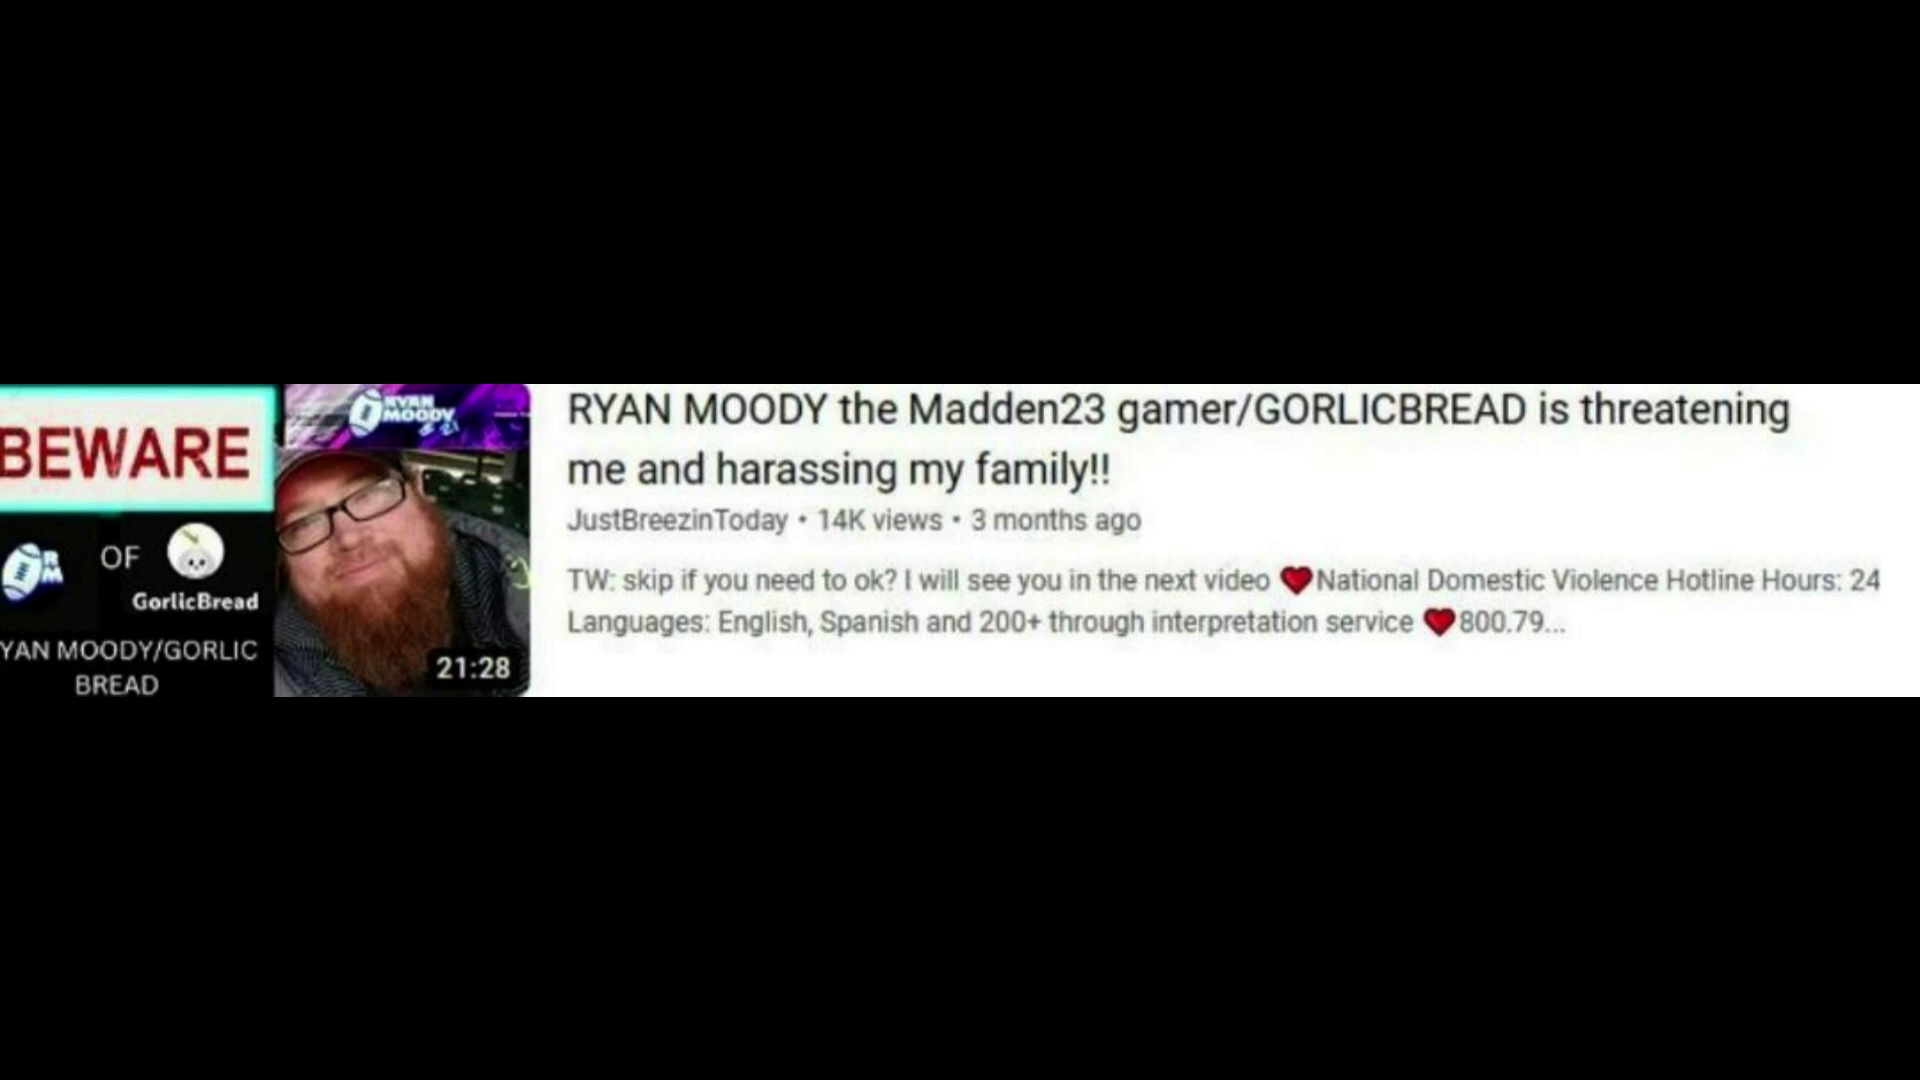 BEWARE
OF
GorlicBread
YAN MOODY/GORLIC
BREAD
RYAN
MOODY
RM
21:28
RYAN MOODY the Madden23 gamer/GORLICBREAD is threatening
me and harassing my family!!
JustBreezinToday • 14K views • 3 months ago
TW: skip if you need to ok? I will see you in the next video ❤️National Domestic Violence Hotline Hours: 24
Languages: English, Spanish and 200+ through interpretation service ❤️800.79...